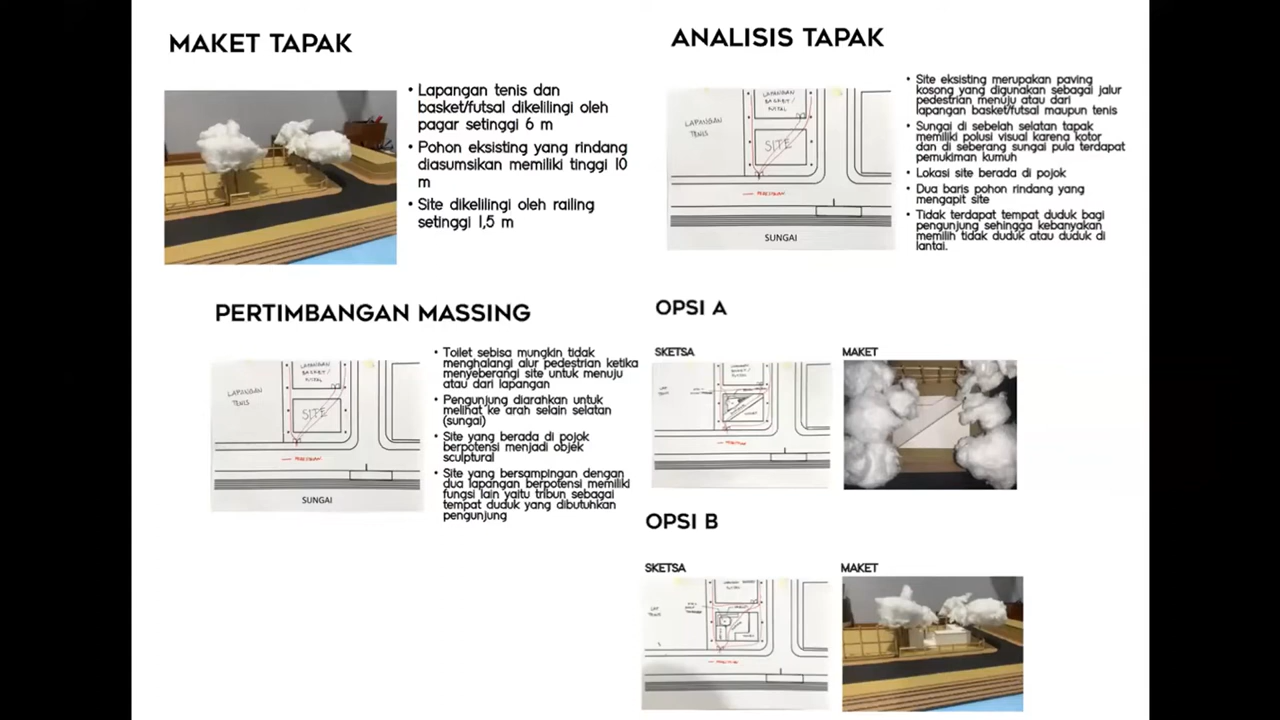 MAKET TAPAK
• Lapangan tenis dan
basket/futsal dikelilingi oleh
pagar setinggi 6 m
• Pohon eksisting yang rindang
diasumsikan memiliki tinggi 10
m
• Site dikelilingi oleh railing
setinggi 1,5 m
ANALISIS TAPAK
LAPANGAN
BASKET /
FUTSAL
LAPANGAN
TENIS
SITE
PEDESTRIAN
SUNGAI
• Site eksisting merupakan paving
kosong yang digunakan sebagai jalur
pedestrian menuju atau dari
lapangan basket/futsal maupun tenis
• Sungai di sebelah selatan tapak
memiliki polusi visual karena kotor
dan di seberang sungai pula terdapat
pemukiman kumuh
• Lokasi site berada di pojok
• Dua baris pohon rindang yang
mengapit site
• Tidak terdapat tempat duduk bagi
pengunjung sehingga kebanyakan
memilih tidak duduk atau duduk di
lantai.
PERTIMBANGAN MASSING
LAPANGAN
BASKET /
FUTSAL
LAPANGAN
TENIS
SITE
PEDESTRIAN
SUNGAI
• Toilet sebisa mungkin tidak
menghalangi alur pedestrian ketika
menyeberangi site untuk menuju
atau dari lapangan
• Pengunjung diarahkan untuk
melihat ke arah selain selatan
(sungai)
• Site yang berada di pojok
berpotensi menjadi objek
sculptural
• Site yang bersampingan dengan
dua lapangan berpotensi memiliki
fungsi lain yaitu tribun sebagai
tempat duduk yang dibutuhkan
pengunjung
OPSI A
SKETSA
MAKET
OPSI B
SKETSA
MAKET